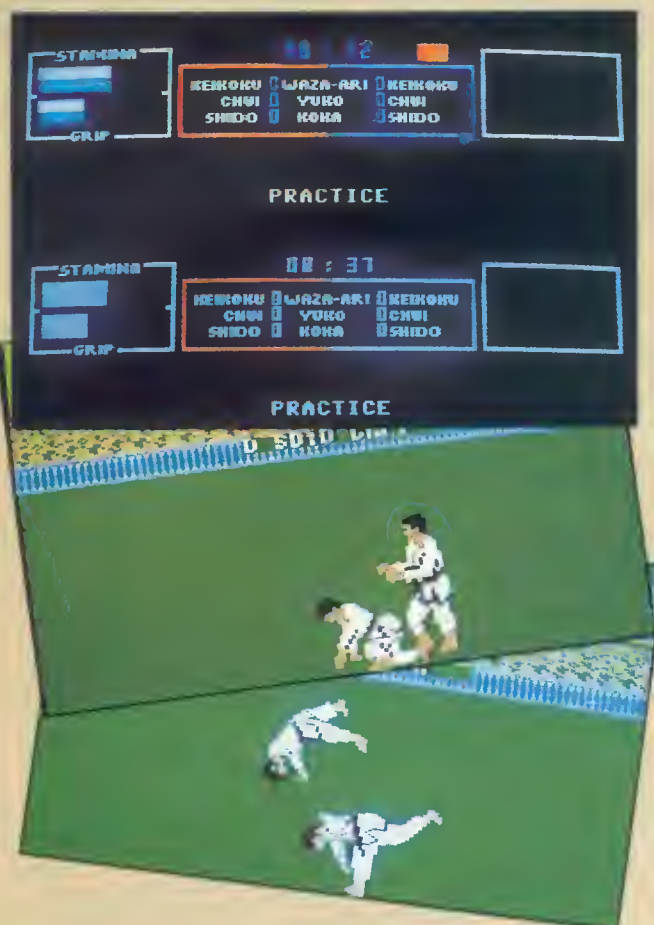 STAMINA
KEIKOKU WAZA-ARI KEIKOKU
CHUI YUKO CHUI
SHIDO KOKA SHIDO
GRIP
PRACTICE
STAMINA
00:37
KEIKOKU WAZA-ARI KEIKOKU
CHUI YUKO CHUI
SHIDO KOKA SHIDO
GRIP
PRACTICE